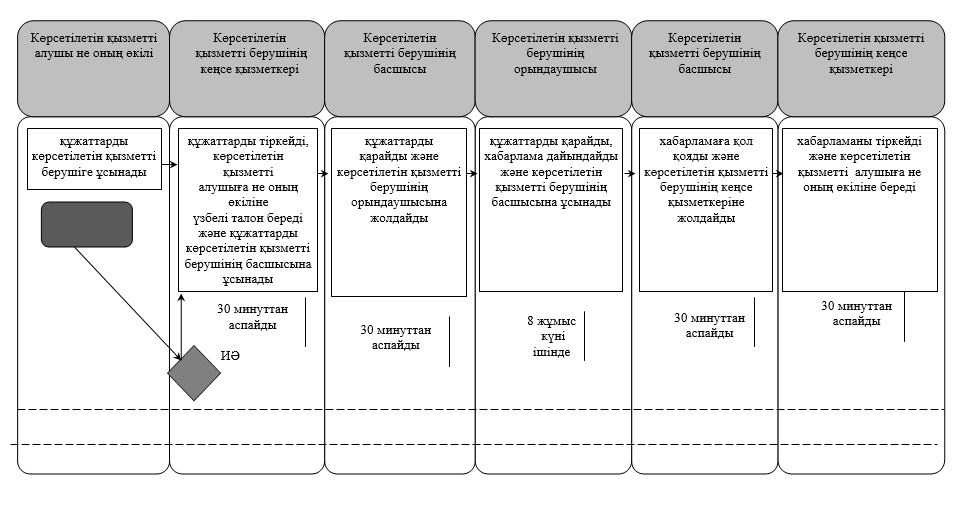 Көрсетілетін қызметті
алушы не оның өкілі
Көрсетілетін
қызметті берушінің
кеңсе қызметкері
Көрсетілетін
қызметті берушінің
басшысы
Көрсетілетін қызметті
берушінің
орындаушысы
Көрсетілетін
қызметті берушінің
басшысы
Көрсетілетін қызметті
берушінің кеңсе
қызметкері
құжаттарды
көрсетілетін қызметті
берушіге ұсынады
құжаттарды тіркейді,
көрсетілетін
қызметті
алушыға не оның
өкіліне
үзбелі талон береді
және құжаттарды
көрсетілетін қызметті
берушінің басшысына
ұсынады
құжаттарды
қарайды және
көрсетілетін қызметті
берушінің
орындаушысына
жолдайды
құжаттарды қарайды,
хабарлама дайындайды
және көрсетілетін
қызметті берушінің
басшысына ұсынады
хабарламаға қол
қояды және
көрсетілетін қызметті
берушінің кеңсе
қызметкеріне
жолдайды
хабарламаны тіркейді
және көрсетілетін
қызметті алушыға не
оның өкіліне береді
30 минуттан
аспайды
30 минуттан
аспайды
8 жұмыс
күні
ішінде
30 минуттан
аспайды
30 минуттан
аспайды
ИӘ